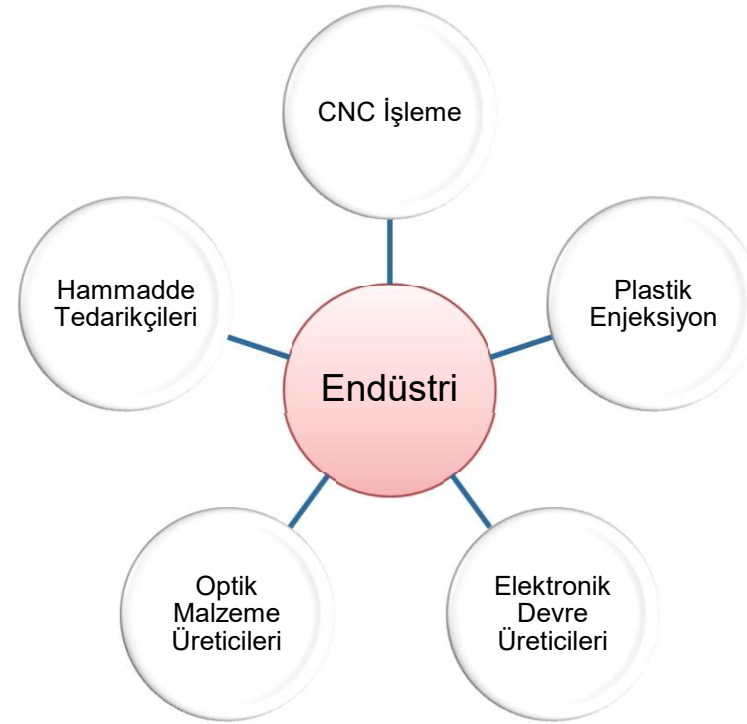 CNC İşleme
Hammadde
Tedarikçileri
Plastik
Enjeksiyon
Endüstri
Optik
Malzeme
Üreticileri
Elektronik
Devre
Üreticileri